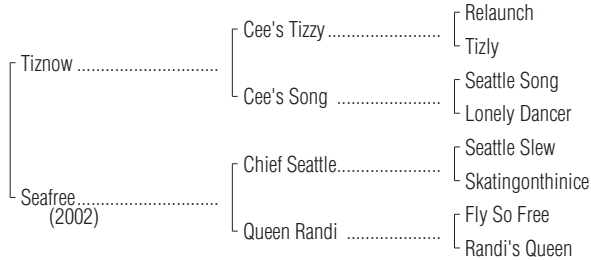 Relaunch
Cee's Tizzy ........................
Tizly
Tiznow ..............................
Seattle Song
Cee's Song ......................
Lonely Dancer
Seattle Slew
Chief Seattle......................
Skatingonthinice
Seafree..............................
(2002)
Fly So Free
Queen Randi ....................
Randi's Queen